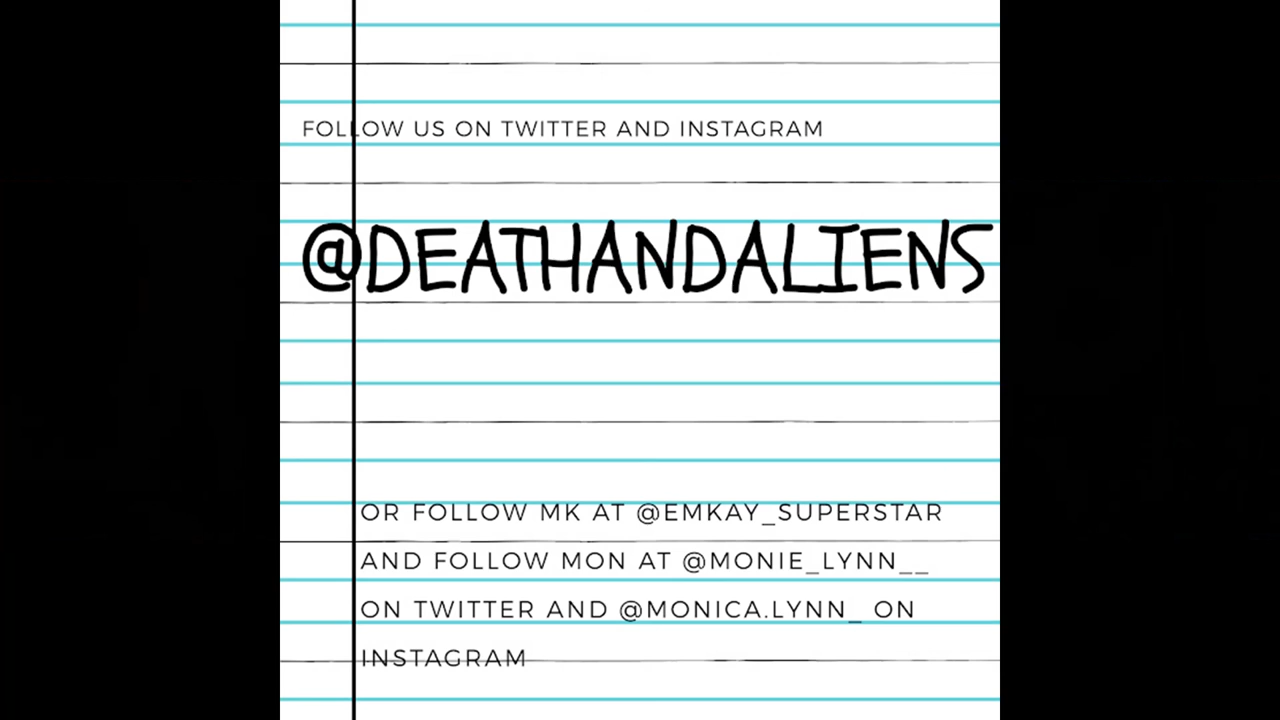 FOLLOW US ON TWITTER AND INSTAGRAM
@DEATHANDALIENS
OR FOLLOW MK AT @EMKAY_SUPERSTAR
AND FOLLOW MON AT @MONIE_LYNN__
ON TWITTER AND @MONICA.LYNN_ ON
INSTAGRAM